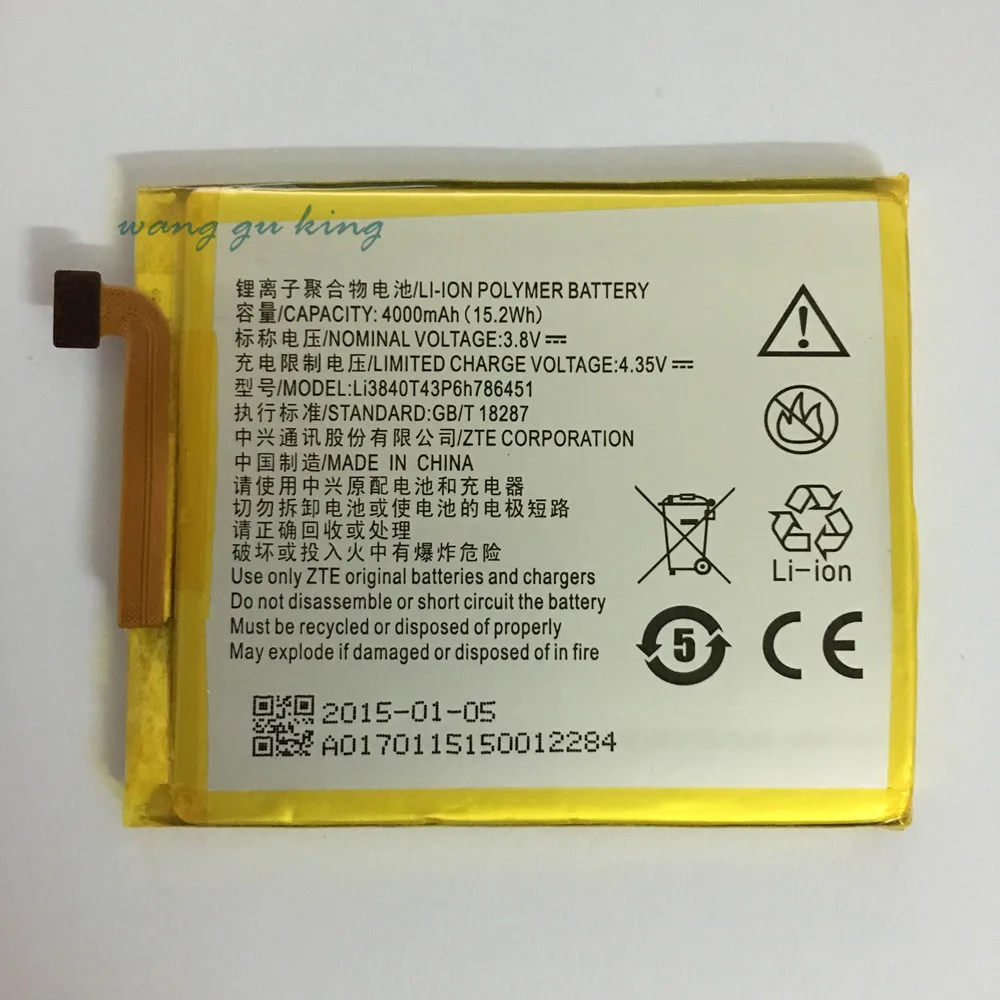 wang gu king
锂离子聚合物电池/LI-ION POLYMER BATTERY
容量/CAPACITY: 4000mAh (15.2Wh)
标称电压/NOMINAL VOLTAGE:3.8V
充电限制电压/LIMITED CHARGE VOLTAGE:4.35V
型号/MODEL:Li3840T43P6h786451
执行标准/STANDARD:GB/T 18287
中兴通讯股份有限公司/ZTE CORPORATION
中国制造/MADE IN CHINA
请使用中兴原配电池和充电器
切勿拆卸电池或使电池的电极短路
请正确回收或处理
破坏或投入火中有爆炸危险
Use only ZTE original batteries and chargers
Do not disassemble or short circuit the battery
Must be recycled or disposed of properly
May explode if damaged or disposed of in fire
Li-ion
5
CE
2015-01-05
A0170115150012284